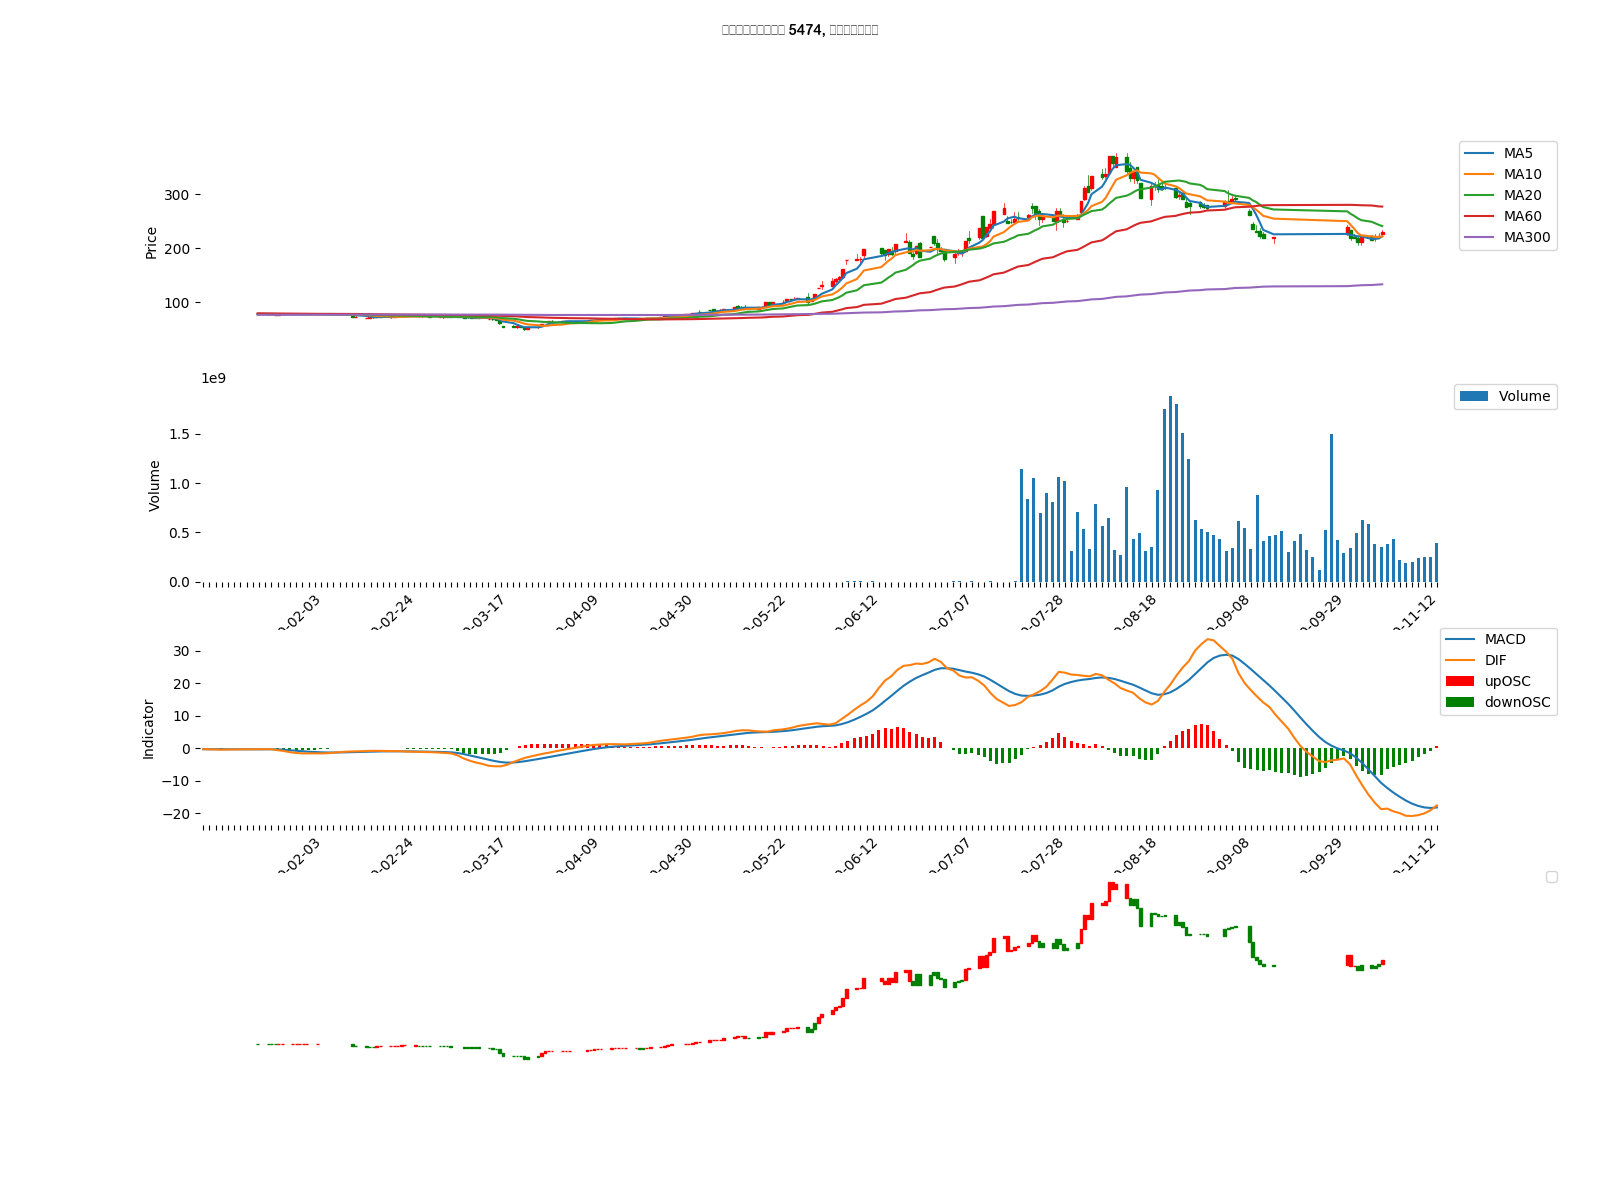 5474,
MA5
MA10
MA20
MA60
MA300
300
200
100
Price
1e9
Volume
1.5
1.0
0.5
0.0
Volume
-02-03
-02-24
-03-17
-04-09
-04-30
-05-22
-06-12
-07-07
-07-28
-08-18
-09-08
-09-29
-11-12
MACD
DIF
upOSC
downOSC
30
20
10
0
−10
−20
Indicator
-02-03
-02-24
-03-17
-04-09
-04-30
-05-22
-06-12
-07-07
-07-28
-08-18
-09-08
-09-29
-11-12